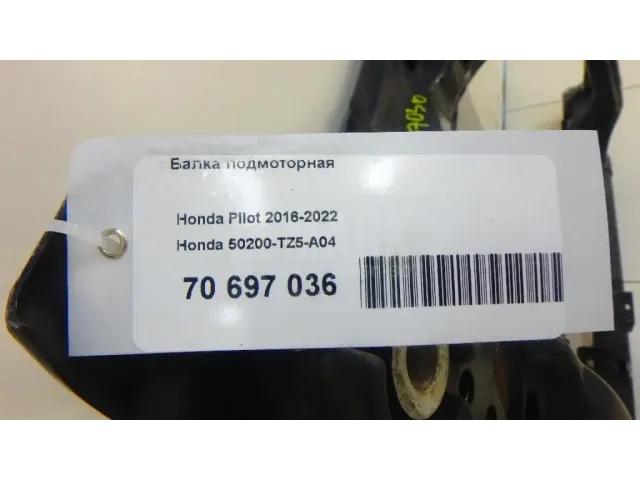 Балка подмоторная
Honda Pilot 2016-2022
Honda 50200-TZ5-A04
70 697 036